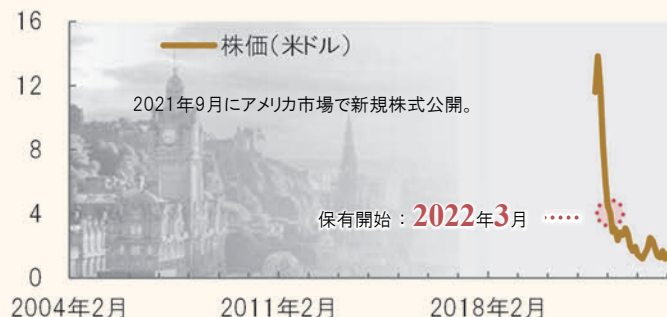 16
株価(米ドル)
12
2021年9月にアメリカ市場で新規株式公開。
8
4
保有開始：2022年3月 ·····
0
2004年2月 2011年2月 2018年2月